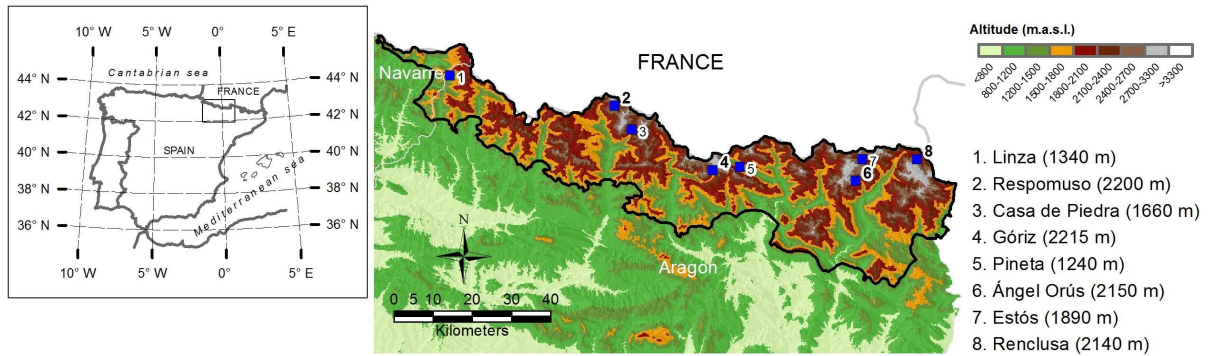 10° W 5° W 0° 5° E
Cantabrian sea
44° N 44° N
FRANCE
42° N 42° N
SPAIN
40° N 40° N
38° N 38° N
Mediterranean sea
36° N 36° N
10° W 5° W 0° 5° E
FRANCE
Navarre
1
2
3
4
5
6
7
8
N
Aragon
0 5 10 20 30 40
Kilometers
Altitude (m.a.s.l.)
<800 800-1200 1200-1500 1500-1800 1800-2100 2100-2400 2400-2700 2700-3300 >3300
1. Linza (1340 m)
2. Respomuso (2200 m)
3. Casa de Piedra (1660 m)
4. Góriz (2215 m)
5. Pineta (1240 m)
6. Ángel Orús (2150 m)
7. Estós (1890 m)
8. Renclusa (2140 m)